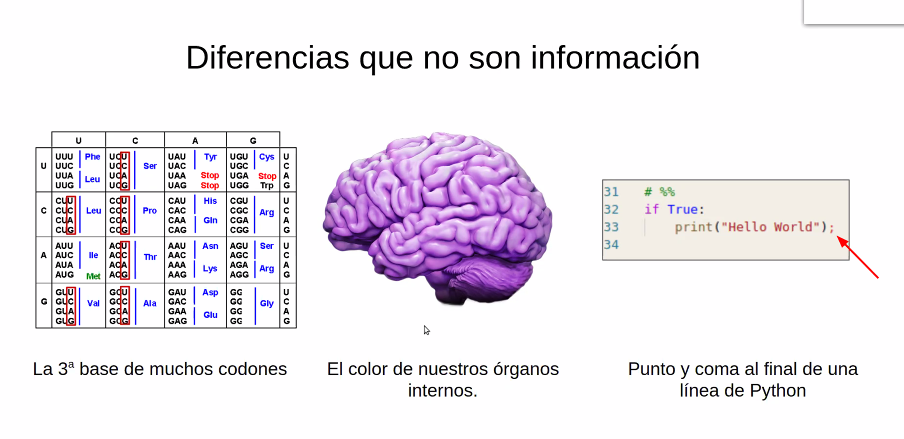 Diferencias que no son información
U C A G
U UUU Phe UCU Ser UAU Tyr UGU Cys U
UUC UCC UAC UGC C
UUA Leu UCA UAA Stop UGA Stop A
UUG UCG UAG Stop UGG Trp G
C CUU Leu CCU Pro CAU His CGU Arg U
CUC CCC CAC CGC C
CUA CCA CAA Gln CGA A
CUG CCG CAG CGG G
A AUU Ile ACU Thr AAU Asn AGU Ser U
AUC ACC AAC AGC C
AUA ACA AAA Lys AGA Arg A
AUG Met ACG AAG AGG G
G GUU Val GCU Ala GAU Asp GG Gly U
GUC GCC GAC GG C
GUA GCA GAA Glu GG A
GUG GCG GAG GG G
31 # %%
32 if True:
33 print("Hello World");
34
La 3ª base de muchos codones
El color de nuestros órganos
internos.
Punto y coma al final de una
línea de Python